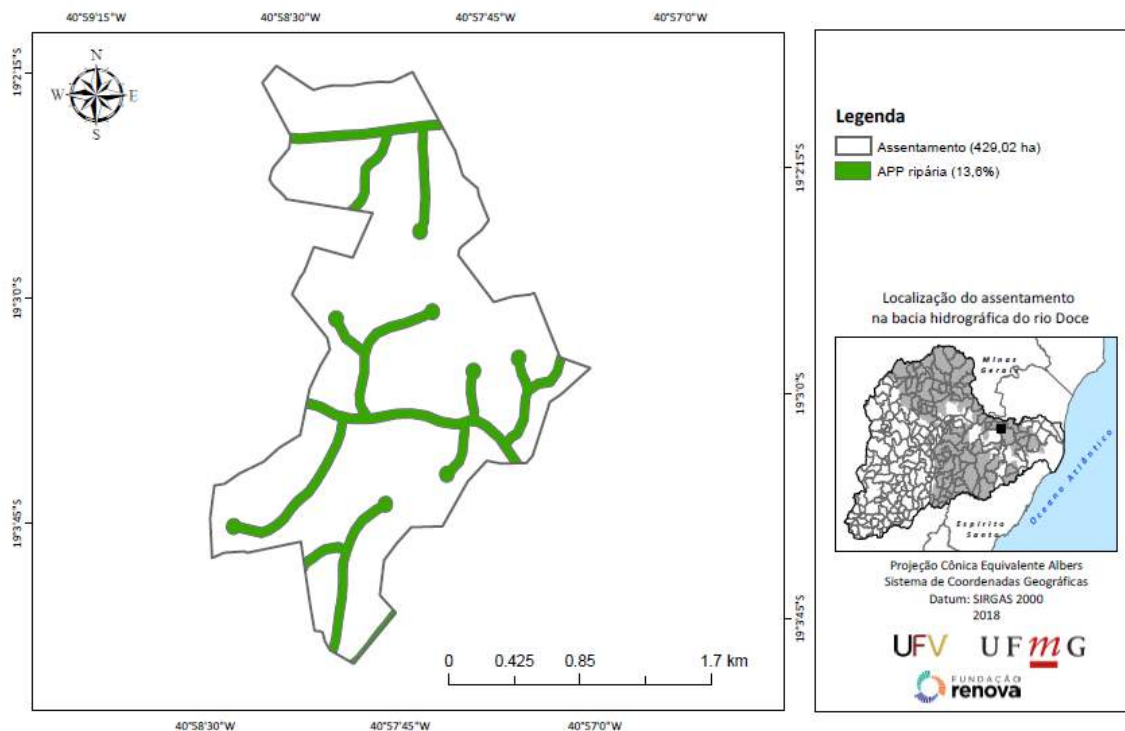 40°59'15"W
40°58'30"W
40°57'45"W
40°57'0"W
19°2'15"S
19°3'0"S
19°3'45"S
N
W
E
S
19°2'15"S
19°3'0"S
19°3'45"S
0 0.425 0.85 1.7 km
40°58'30"W
40°57'45"W
40°57'0"W
Legenda
Assentamento (429,02 ha)
APP ripária (13,6%)
Localização do assentamento
na bacia hidrográfica do rio Doce
Minas
Gerais
Oceano Atlântico
Espírito
Santo
Projeção Cônica Equivalente Albers
Sistema de Coordenadas Geográficas
Datum: SIRGAS 2000
2018
UFV
UFmG
FUNDAÇÃO
renova